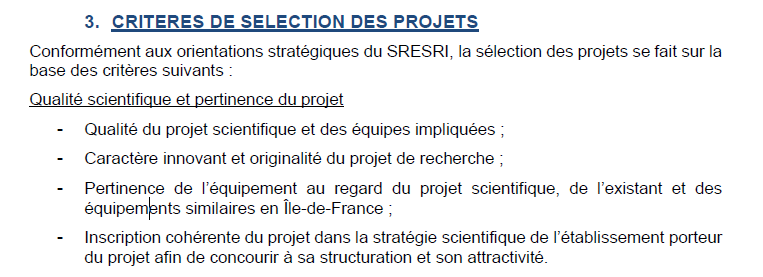 3. CRITERES DE SELECTION DES PROJETS
Conformément aux orientations stratégiques du SRESRI, la sélection des projets se fait sur la
base des critères suivants :
Qualité scientifique et pertinence du projet
- Qualité du projet scientifique et des équipes impliquées ;
- Caractère innovant et originalité du projet de recherche ;
- Pertinence de l'équipement au regard du projet scientifique, de l'existant et des
équipements similaires en Île-de-France ;
- Inscription cohérente du projet dans la stratégie scientifique de l'établissement porteur
du projet afin de concourir à sa structuration et son attractivité.